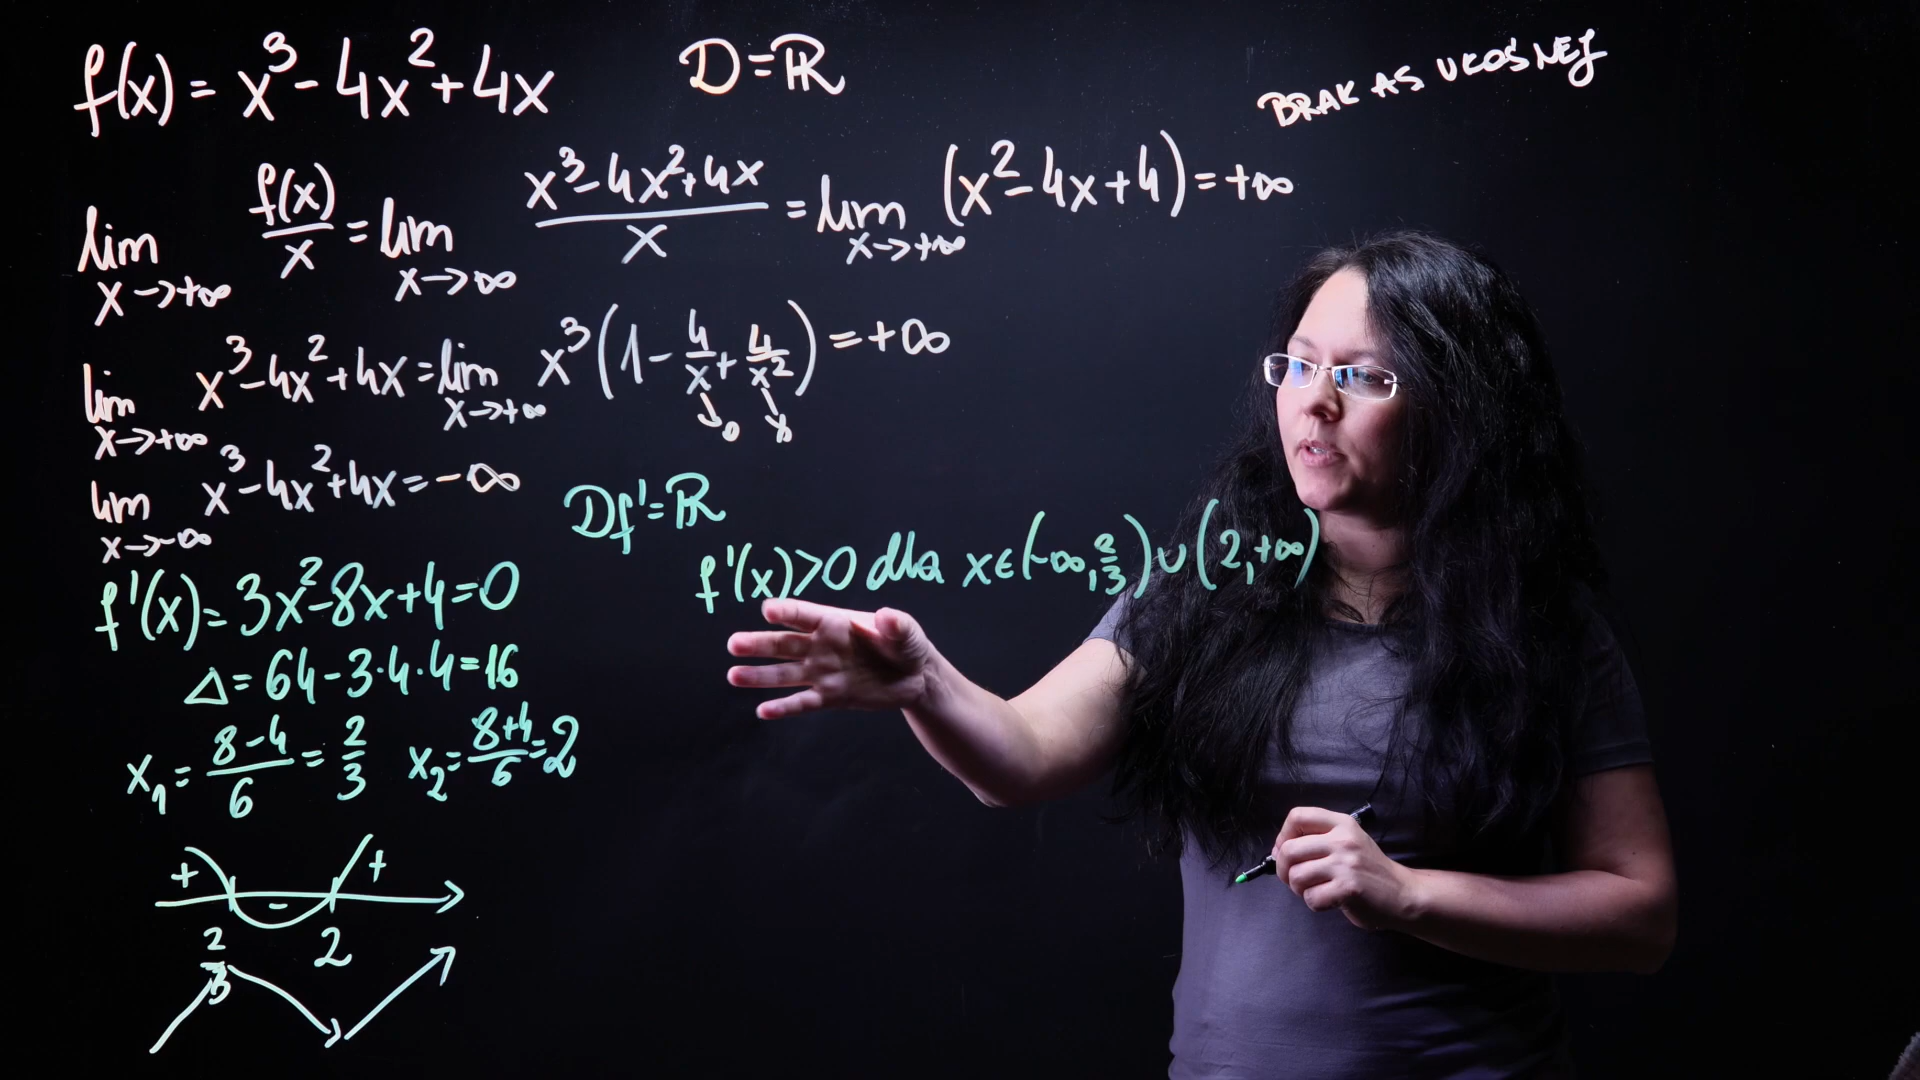 f(x) = x³ - 4x² + 4x D = ℝ
BRAK AS UKOŚNEJ
lim x→+∞ f(x)/x = lim x→∞ (x³-4x²+4x)/x = lim x→+∞ (x²-4x+4) = +∞
lim x→+∞ x³-4x²+4x = lim x→+∞ x³(1 - 4/x + 4/x²) = +∞
↘0 ↘0
lim x→-∞ x³-4x²+4x = -∞
Df' = ℝ
f'(x) = 3x²-8x+4=0
f'(x)>0 dla x∈(-∞, 2/3)∪(2,+∞)
Δ = 64-3·4·4=16
x₁ = (8-4)/6 = 2/3 x₂ = (8+4)/6 = 2
+ - +
2/3 2